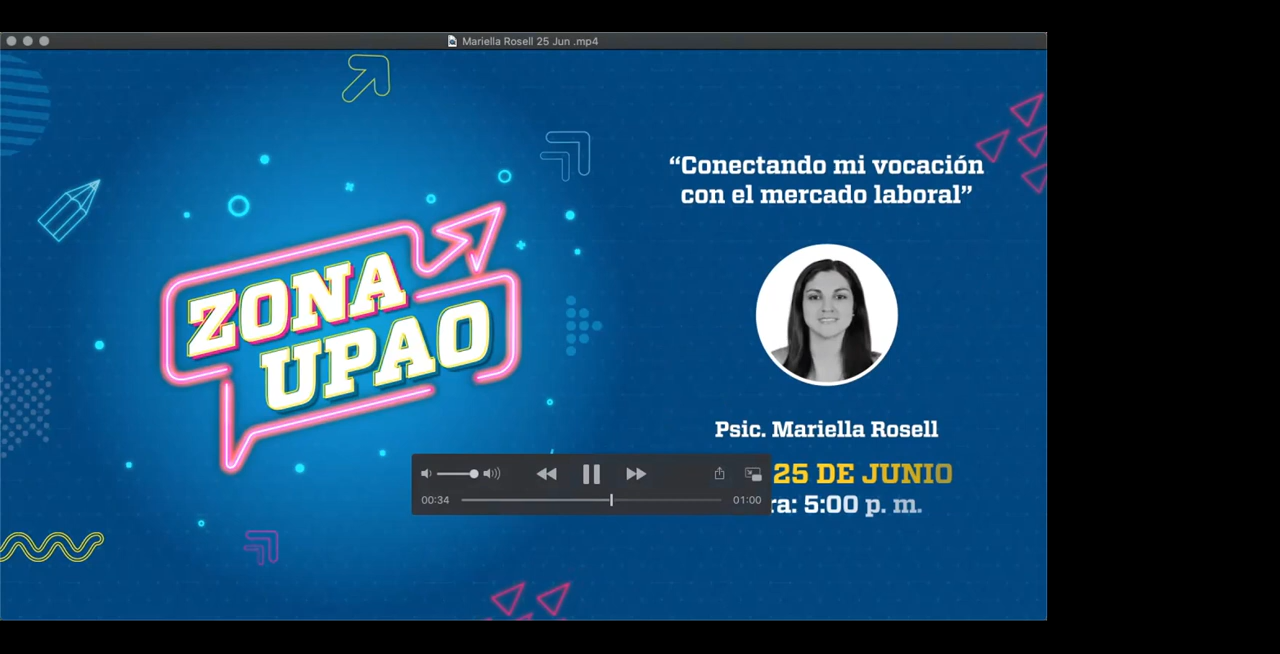 Mariella Rosell 25 Jun .mp4
“Conectando mi vocación
con el mercado laboral”
ZONA
UPAO
Psic. Mariella Rosell
25 DE JUNIO
5:00 p. m.
00:34
01:00